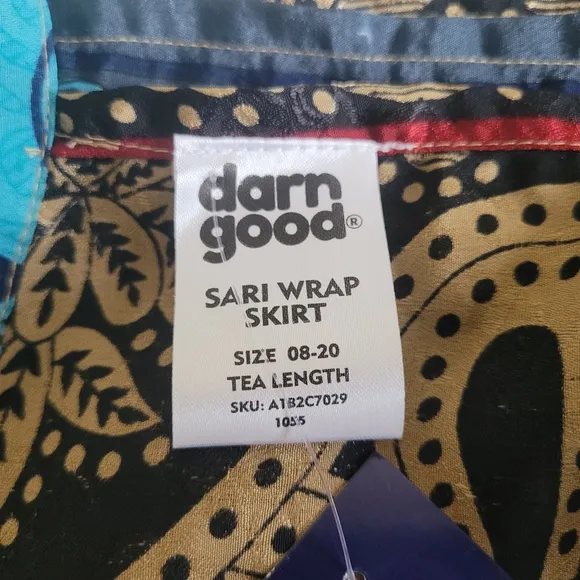 darn
good®
SARI WRAP
SKIRT
SIZE 08-20
TEA LENGTH
SKU: A1B2C7029
1055